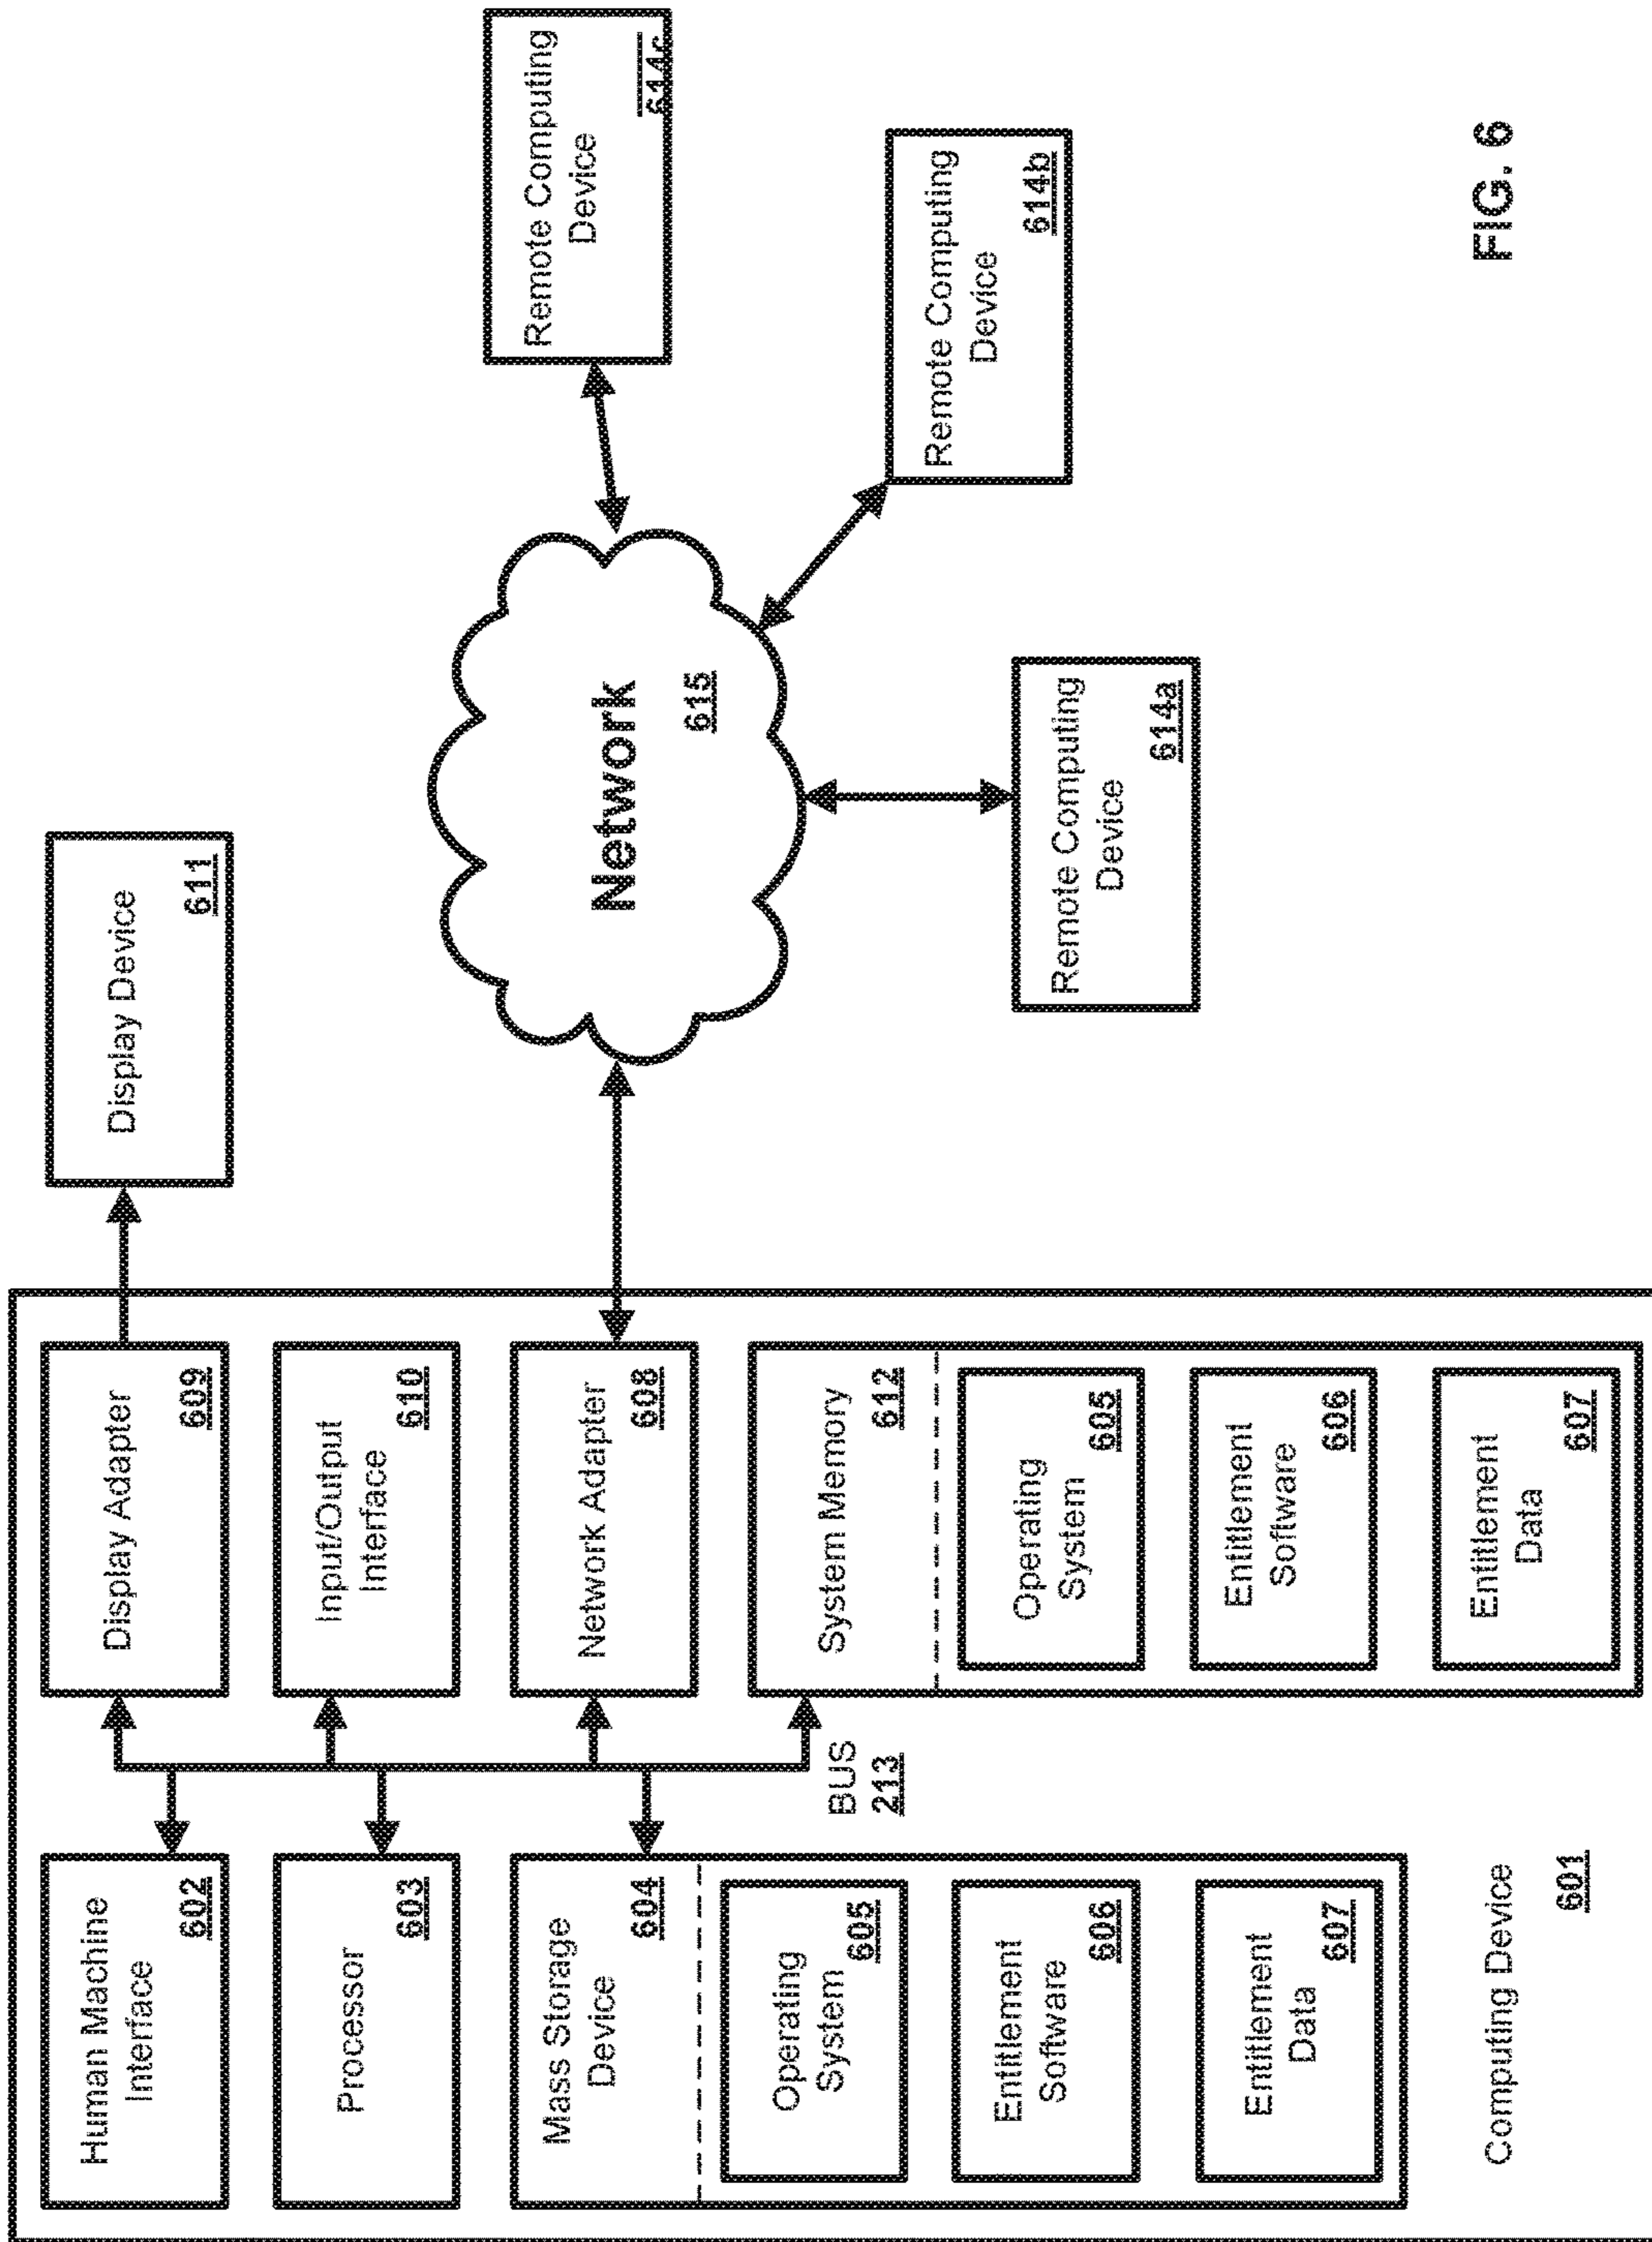 Human Machine
Interface
602
Processor
603
Mass Storage
Device
604
Operating
System
605
Entitlement
Software
606
Entitlement
Data
607
Computing Device
601
BUS
213
Display Adapter
609
Input/Output
Interface
610
Network Adapter
608
System Memory
612
Operating
System
605
Entitlement
Software
606
Entitlement
Data
607
Display Device
611
Network
615
Remote Computing
Device
614a
Remote Computing
Device
614b
Remote Computing
Device
614c
FIG. 6